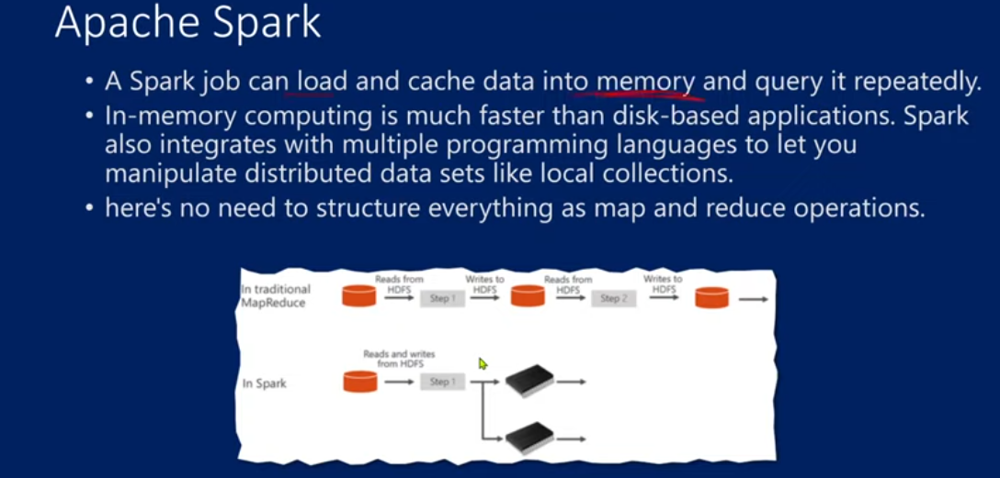 Apache Spark
• A Spark job can load and cache data into memory and query it repeatedly.
• In-memory computing is much faster than disk-based applications. Spark
also integrates with multiple programming languages to let you
manipulate distributed data sets like local collections.
• here's no need to structure everything as map and reduce operations.
In traditional
MapReduce
Reads from
HDFS
Step 1
Writes to
HDFS
Reads from
HDFS
Step 2
Writes to
HDFS
In Spark
Reads and writes
from HDFS
Step 1